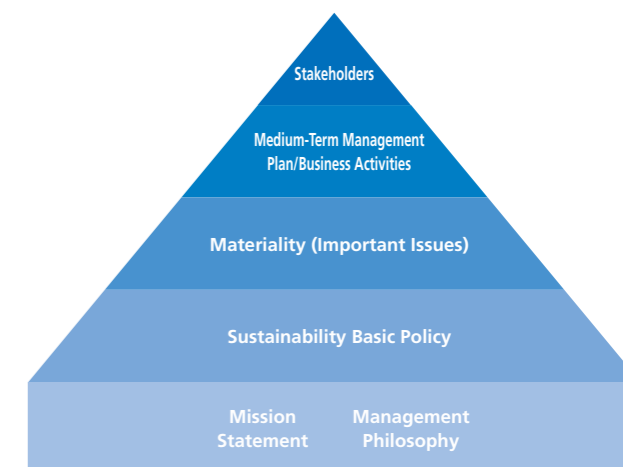 Stakeholders
Medium-Term Management
Plan/Business Activities
Materiality (Important Issues)
Sustainability Basic Policy
Mission Statement
Management Philosophy